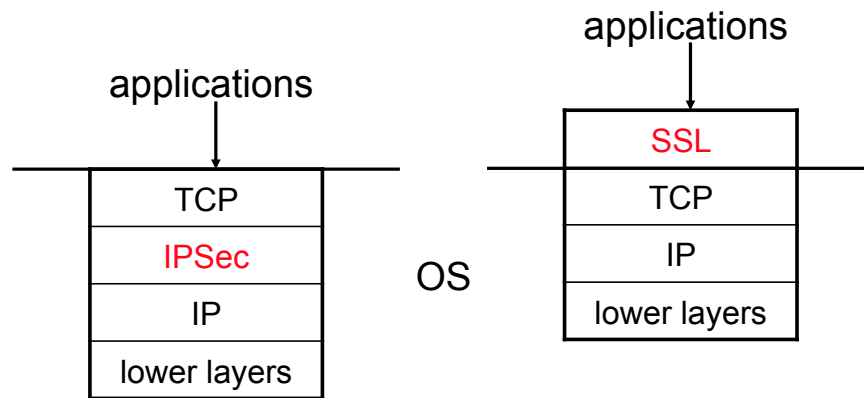 applications
TCP
IPSec
IP
lower layers
OS
applications
SSL
TCP
IP
lower layers